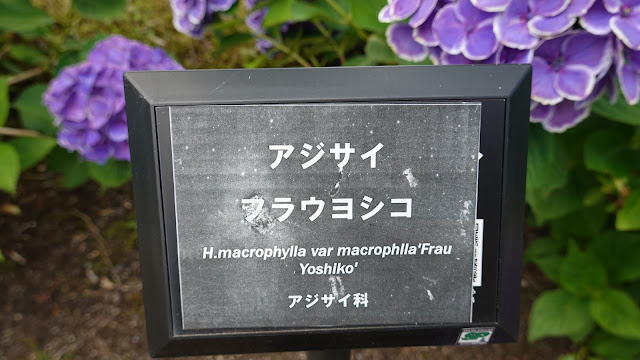 アジサイ
フラウヨシコ
H.macrophylla var macrophlla'Frau
Yoshiko'
アジサイ科